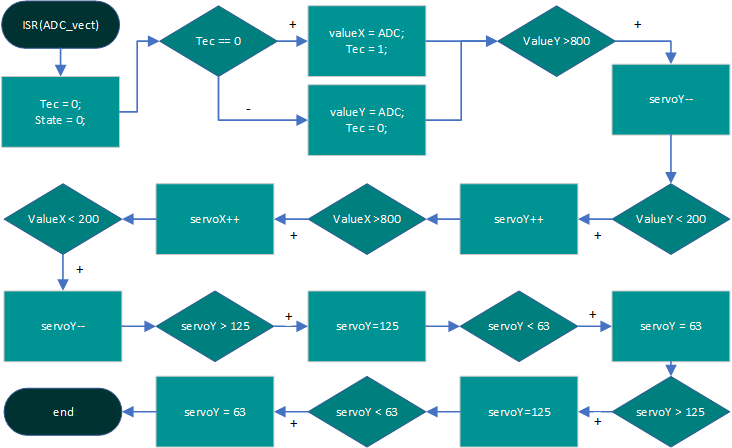 ISR(ADC_vect)
Tec = 0;
State = 0;
Tec == 0
+
-
valueX = ADC;
Tec = 1;
valueY = ADC;
Tec = 0;
ValueY >800
+
servoY--
ValueY < 200
+
servoY++
ValueX >800
+
servoX++
ValueX < 200
+
servoY--
servoY > 125
+
servoY=125
servoY < 63
+
servoY = 63
servoY > 125
+
servoY=125
servoY < 63
+
servoY = 63
end